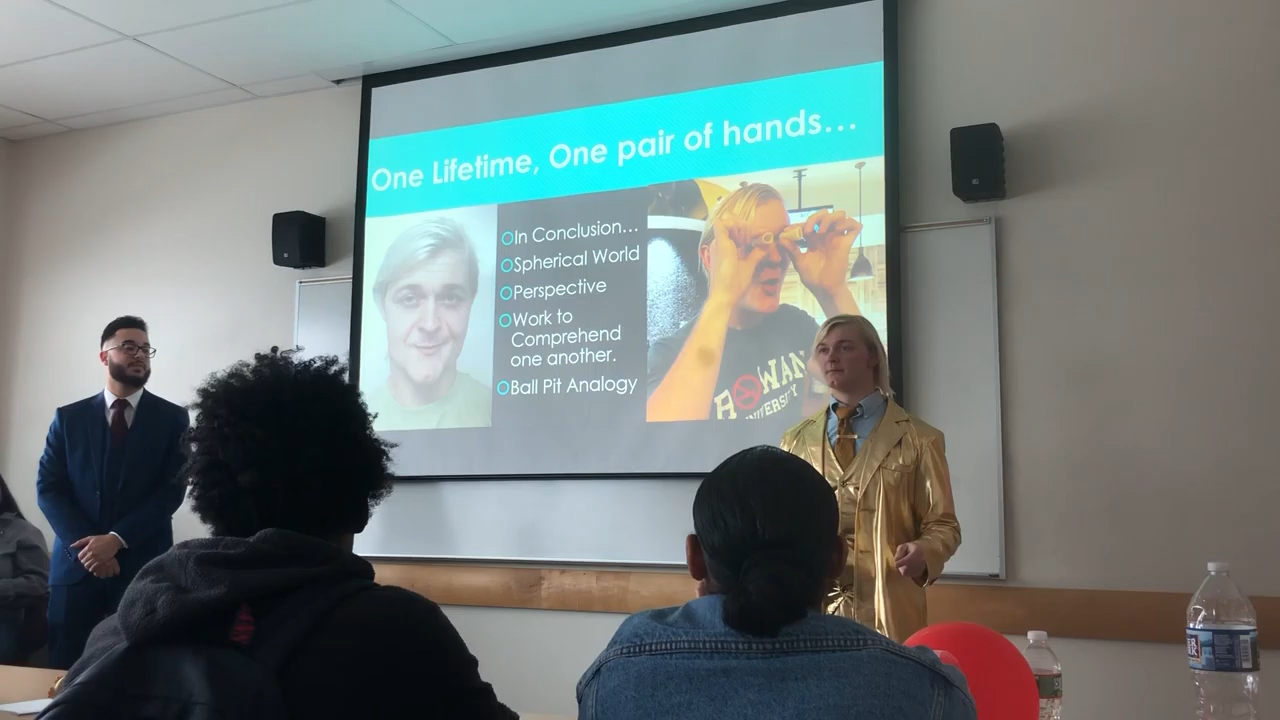 One Lifetime, One pair of hands...
In Conclusion...
Spherical World
Perspective
Work to
Comprehend
one another.
Ball Pit Analogy
ROWAN
UNIVERSITY